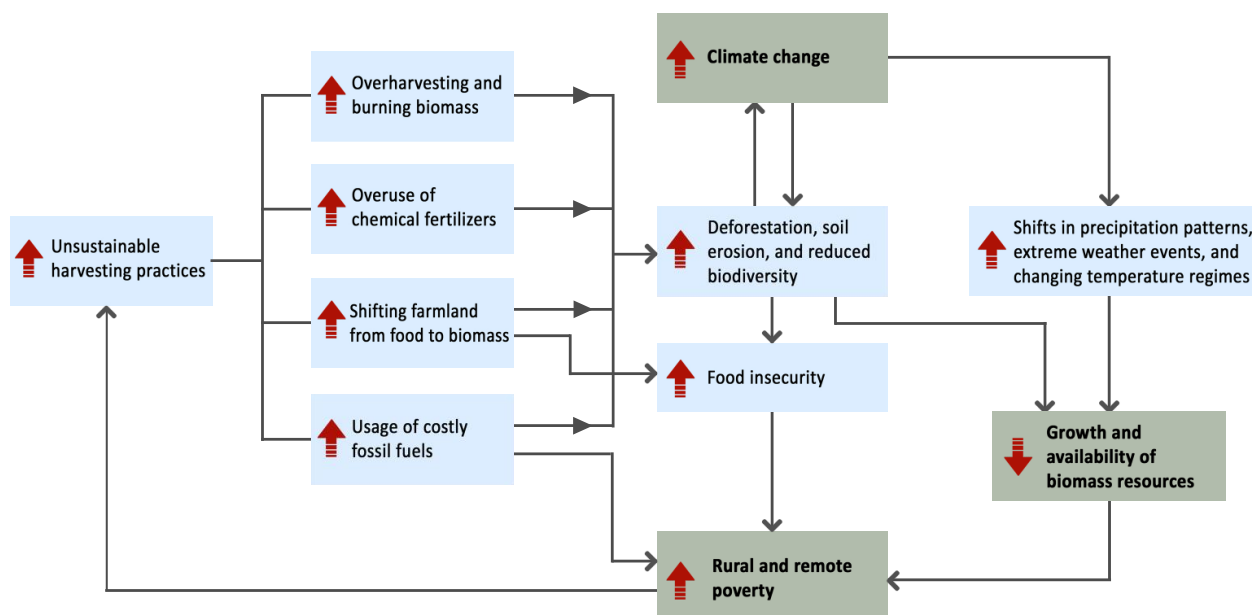 Climate change
Overharvesting and
burning biomass
Overuse of
chemical fertilizers
Unsustainable
harvesting practices
Deforestation, soil
erosion, and reduced
biodiversity
Shifts in precipitation patterns,
extreme weather events, and
changing temperature regimes
Shifting farmland
from food to biomass
Food insecurity
Usage of costly
fossil fuels
Growth and
availability of
biomass resources
Rural and remote
poverty